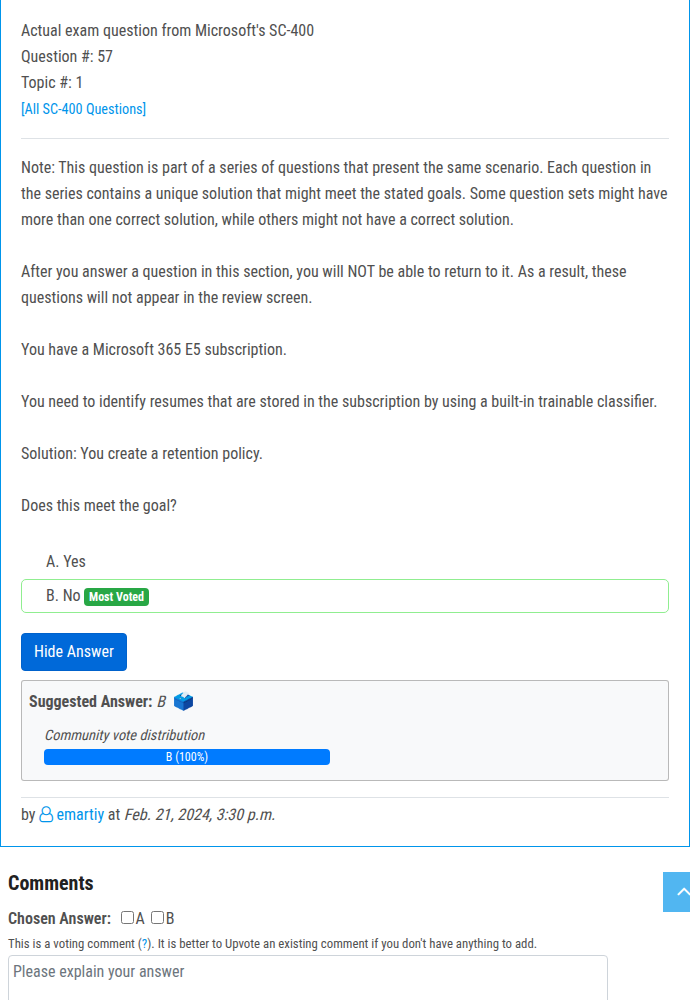 Actual exam question from Microsoft's SC-400
Question #: 57
Topic #: 1
[All SC-400 Questions]
Note: This question is part of a series of questions that present the same scenario. Each question in
the series contains a unique solution that might meet the stated goals. Some question sets might have
more than one correct solution, while others might not have a correct solution.
After you answer a question in this section, you will NOT be able to return to it. As a result, these
questions will not appear in the review screen.
You have a Microsoft 365 E5 subscription.
You need to identify resumes that are stored in the subscription by using a built-in trainable classifier.
Solution: You create a retention policy.
Does this meet the goal?
A. Yes
B. No Most Voted
Hide Answer
Suggested Answer: B
Community vote distribution
B (100%)
by emartiy at Feb. 21, 2024, 3:30 p.m.
Comments
Chosen Answer: A B
This is a voting comment (?). It is better to Upvote an existing comment if you don't have anything to add.
Please explain your answer